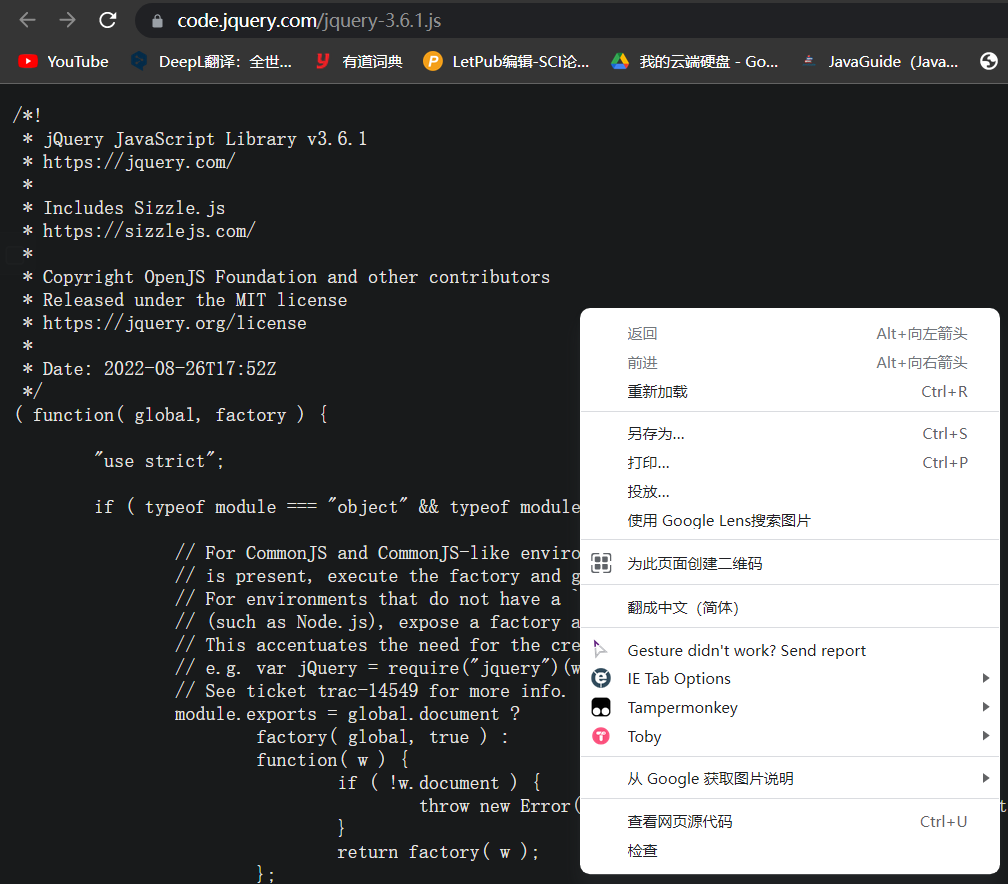 code.jquery.com/jquery-3.6.1.js
YouTube DeepL翻译：全世... 有道词典 LetPub编辑-SCI论... 我的云端硬盘 - Go... JavaGuide（Java...
/*!
* jQuery JavaScript Library v3.6.1
* https://jquery.com/
*
* Includes Sizzle.js
* https://sizzlejs.com/
*
* Copyright OpenJS Foundation and other contributors
* Released under the MIT license
* https://jquery.org/license
*
* Date: 2022-08-26T17:52Z
*/
( function( global, factory ) {
"use strict";
if ( typeof module === "object" && typeof module
// For CommonJS and CommonJS-like enviro
// is present, execute the factory and g
// For environments that do not have a `
// (such as Node.js), expose a factory a
// This accentuates the need for the cre
// e.g. var jQuery = require("jquery")(w
// See ticket trac-14549 for more info.
module.exports = global.document ?
factory( global, true ) :
function( w ) {
if ( !w.document ) {
throw new Error(
}
return factory( w );
};
返回 Alt+向左箭头
前进 Alt+向右箭头
重新加载 Ctrl+R
另存为... Ctrl+S
打印... Ctrl+P
投放...
使用 Google Lens搜索图片
为此页面创建二维码
翻成中文（简体）
Gesture didn't work? Send report
IE Tab Options
Tampermonkey
Toby
从 Google 获取图片说明
查看网页源代码 Ctrl+U
检查